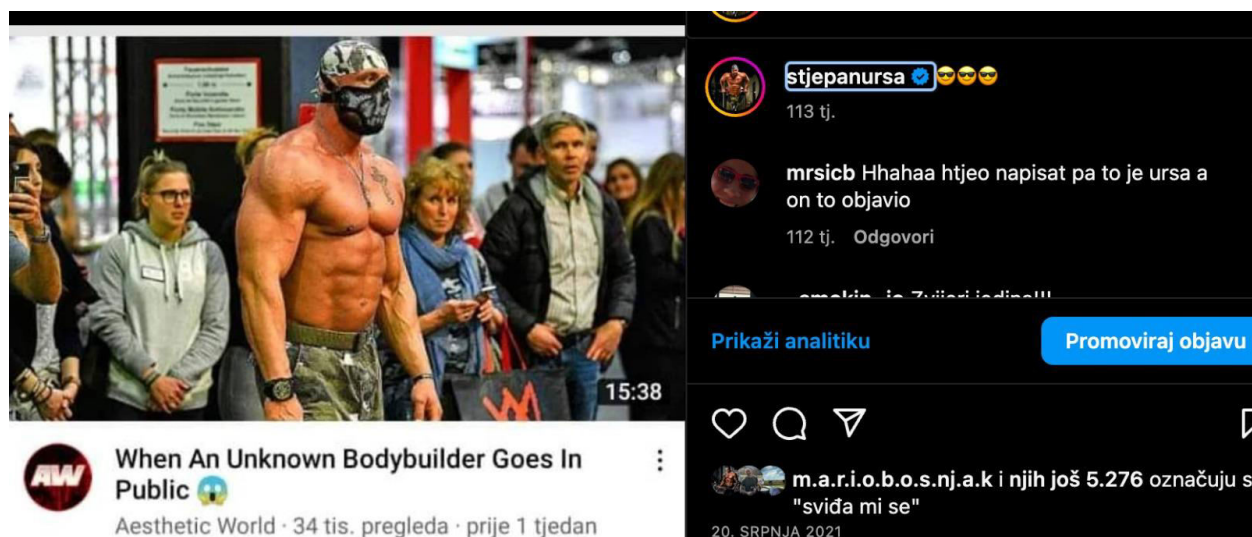 15:38
AW
When An Unknown Bodybuilder Goes In
Public 😱
Aesthetic World · 34 tis. pregleda · prije 1 tjedan
stjepanursa 😎😎😎
113 tj.
mrsicb Hhahaa htjeo napisat pa to je ursa a
on to objavio
112 tj. Odgovori
Prikaži analitiku
Promoviraj objavu
m.a.r.i.o.b.o.s.nj.a.k i njih još 5.276 označuju s
"sviđa mi se"
20. SRPNJA 2021